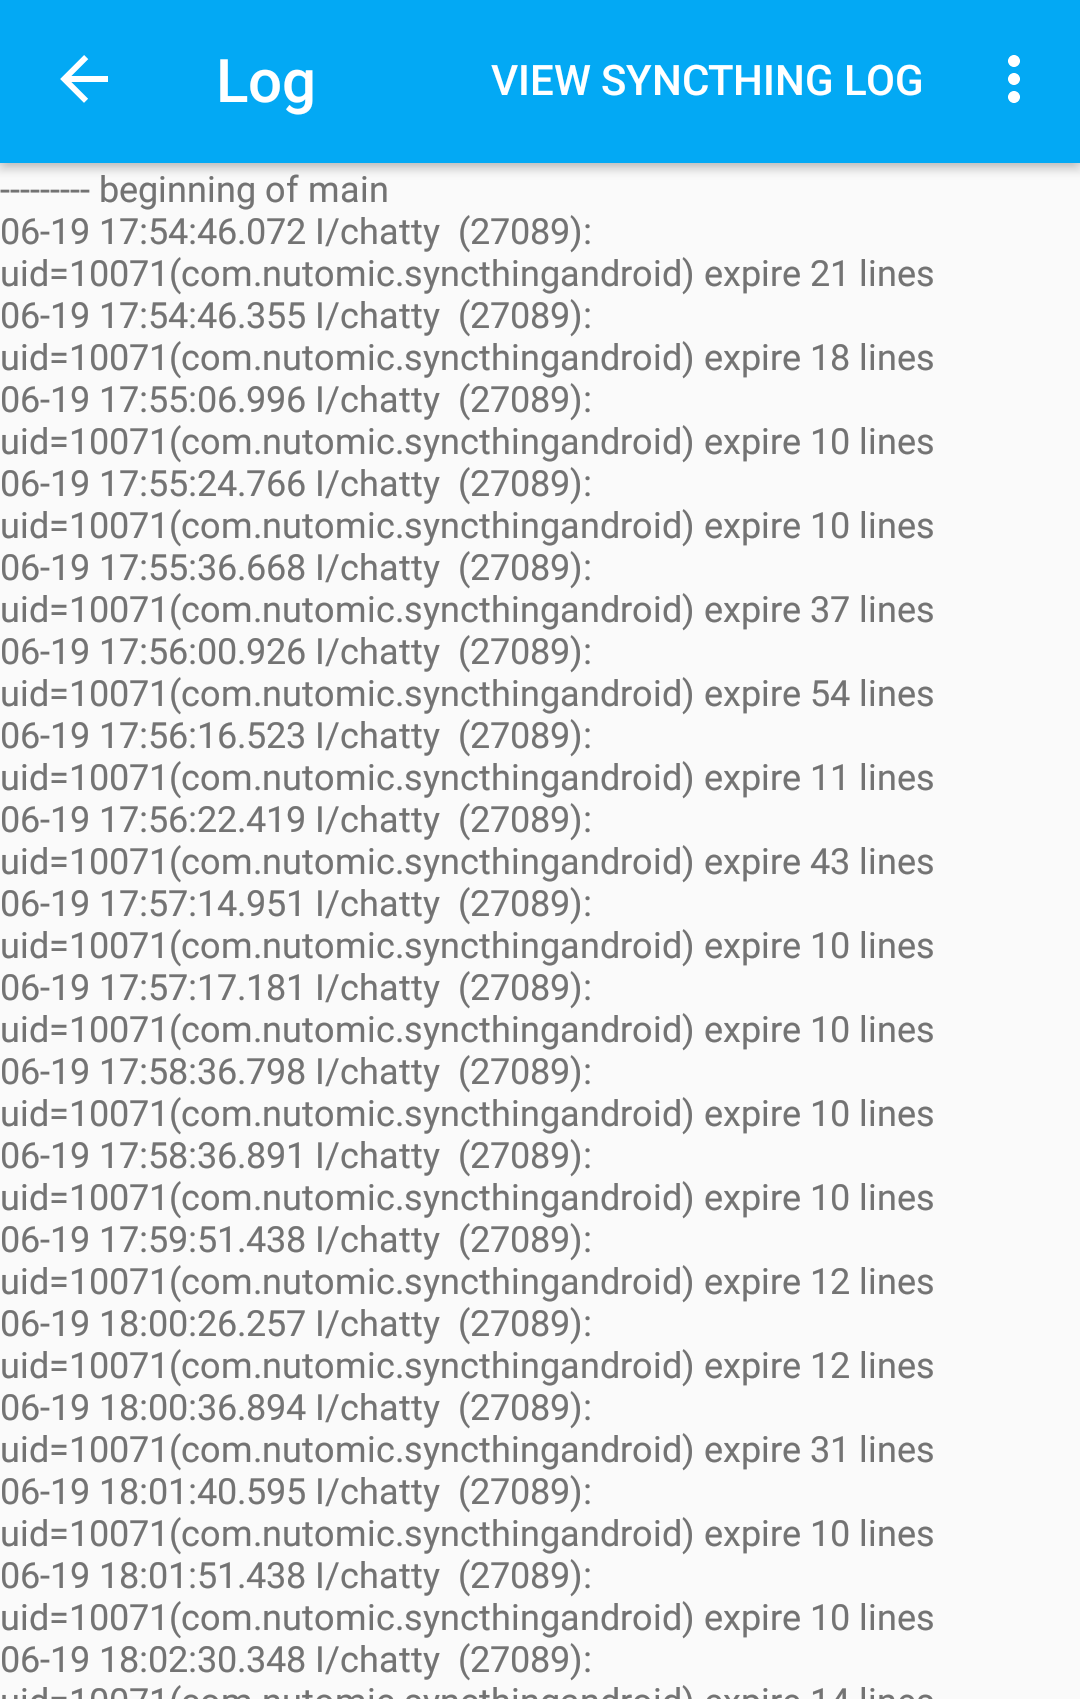 Log
VIEW SYNCTHING LOG
--------- beginning of main
06-19 17:54:46.072 I/chatty  (27089):
uid=10071(com.nutomic.syncthingandroid) expire 21 lines
06-19 17:54:46.355 I/chatty  (27089):
uid=10071(com.nutomic.syncthingandroid) expire 18 lines
06-19 17:55:06.996 I/chatty  (27089):
uid=10071(com.nutomic.syncthingandroid) expire 10 lines
06-19 17:55:24.766 I/chatty  (27089):
uid=10071(com.nutomic.syncthingandroid) expire 10 lines
06-19 17:55:36.668 I/chatty  (27089):
uid=10071(com.nutomic.syncthingandroid) expire 37 lines
06-19 17:56:00.926 I/chatty  (27089):
uid=10071(com.nutomic.syncthingandroid) expire 54 lines
06-19 17:56:16.523 I/chatty  (27089):
uid=10071(com.nutomic.syncthingandroid) expire 11 lines
06-19 17:56:22.419 I/chatty  (27089):
uid=10071(com.nutomic.syncthingandroid) expire 43 lines
06-19 17:57:14.951 I/chatty  (27089):
uid=10071(com.nutomic.syncthingandroid) expire 10 lines
06-19 17:57:17.181 I/chatty  (27089):
uid=10071(com.nutomic.syncthingandroid) expire 10 lines
06-19 17:58:36.798 I/chatty  (27089):
uid=10071(com.nutomic.syncthingandroid) expire 10 lines
06-19 17:58:36.891 I/chatty  (27089):
uid=10071(com.nutomic.syncthingandroid) expire 10 lines
06-19 17:59:51.438 I/chatty  (27089):
uid=10071(com.nutomic.syncthingandroid) expire 12 lines
06-19 18:00:26.257 I/chatty  (27089):
uid=10071(com.nutomic.syncthingandroid) expire 12 lines
06-19 18:00:36.894 I/chatty  (27089):
uid=10071(com.nutomic.syncthingandroid) expire 31 lines
06-19 18:01:40.595 I/chatty  (27089):
uid=10071(com.nutomic.syncthingandroid) expire 10 lines
06-19 18:01:51.438 I/chatty  (27089):
uid=10071(com.nutomic.syncthingandroid) expire 10 lines
06-19 18:02:30.348 I/chatty  (27089):
uid=10071(com.nutomic.syncthingandroid) expire 14 lines